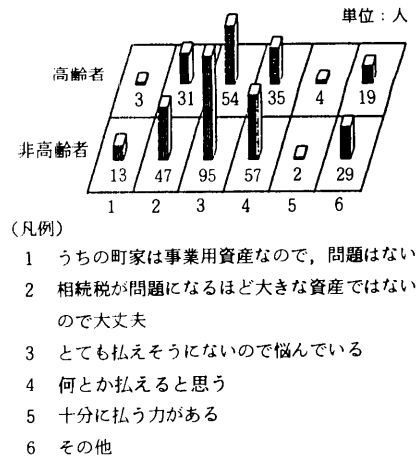 単位：人
高齢者
3 31 54 35 4 19
非高齢者
13 47 95 57 2 29
1 2 3 4 5 6
（凡例）
1 うちの町家は事業用資産なので，問題はない
2 相続税が問題になるほど大きな資産ではない
ので大丈夫
3 とても払えそうにないので悩んでいる
4 何とか払えると思う
5 十分に払う力がある
6 その他